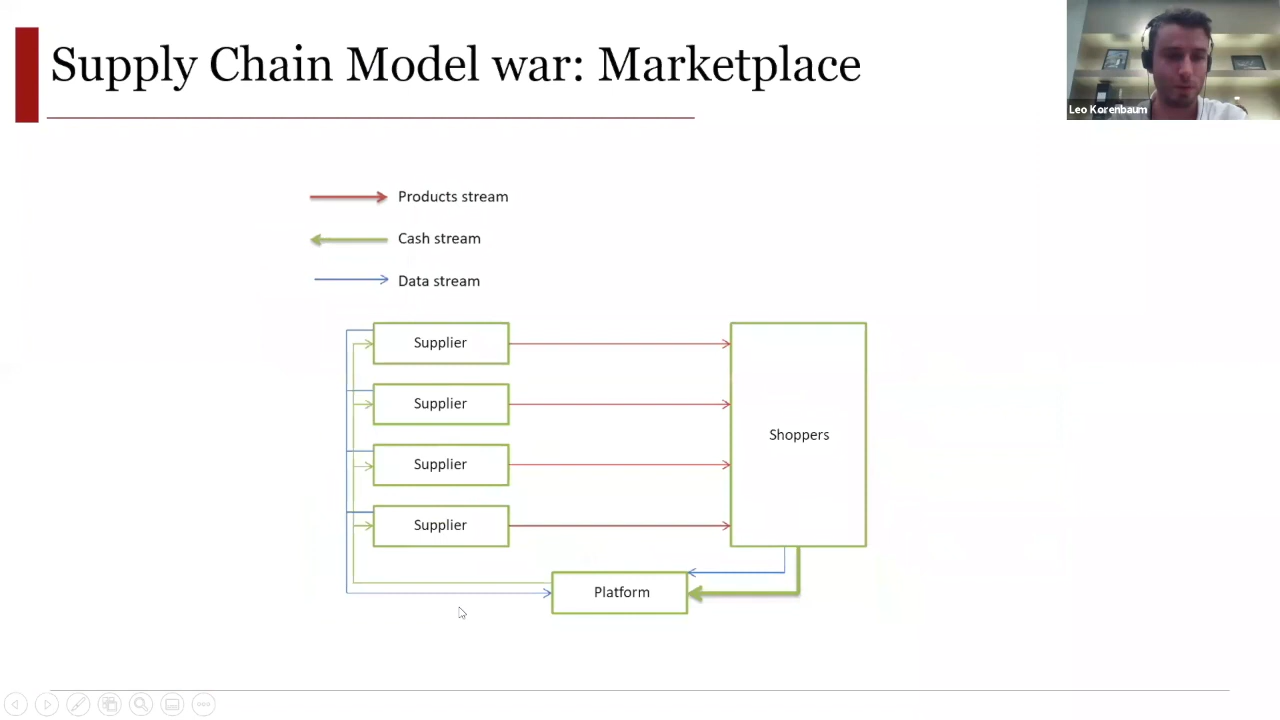 Supply Chain Model war: Marketplace
Leo Korenbaum
Products stream
Cash stream
Data stream
Supplier
Supplier
Supplier
Supplier
Shoppers
Platform